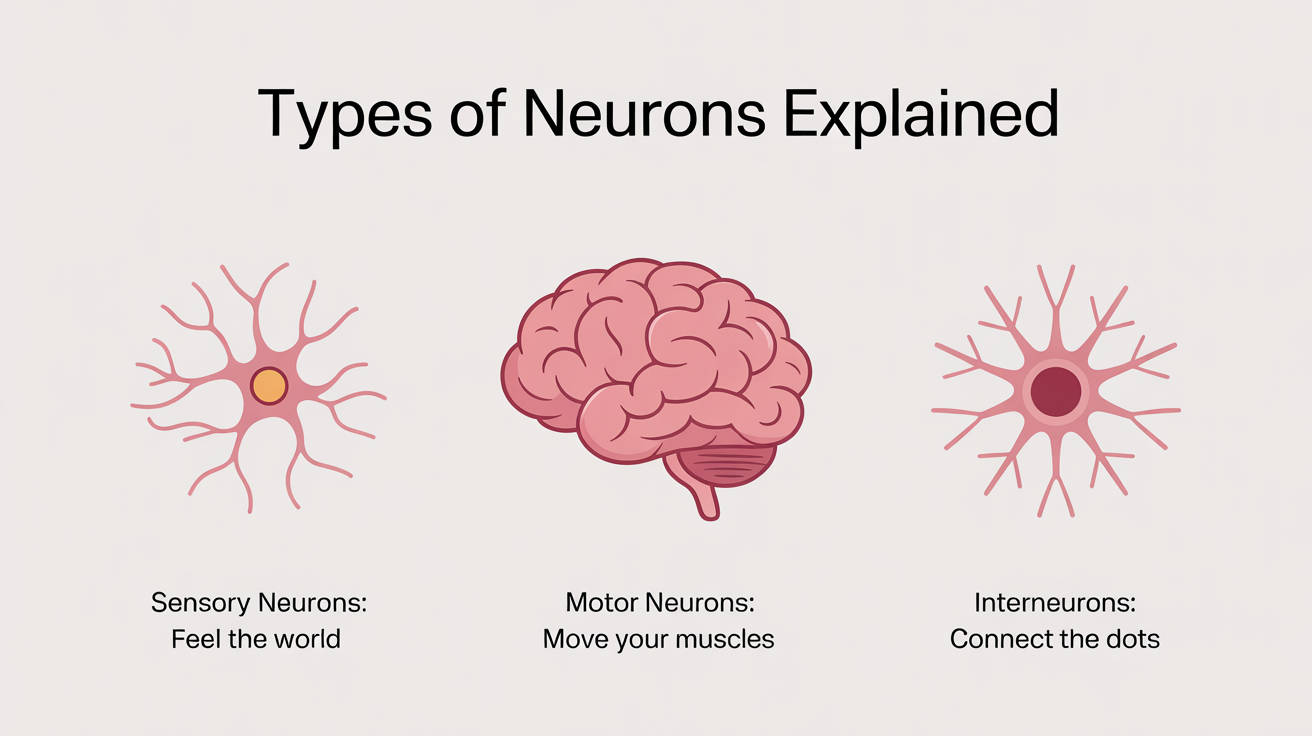 Types of Neurons Explained
Sensory Neurons:
Feel the world
Motor Neurons:
Move your muscles
Interneurons:
Connect the dots